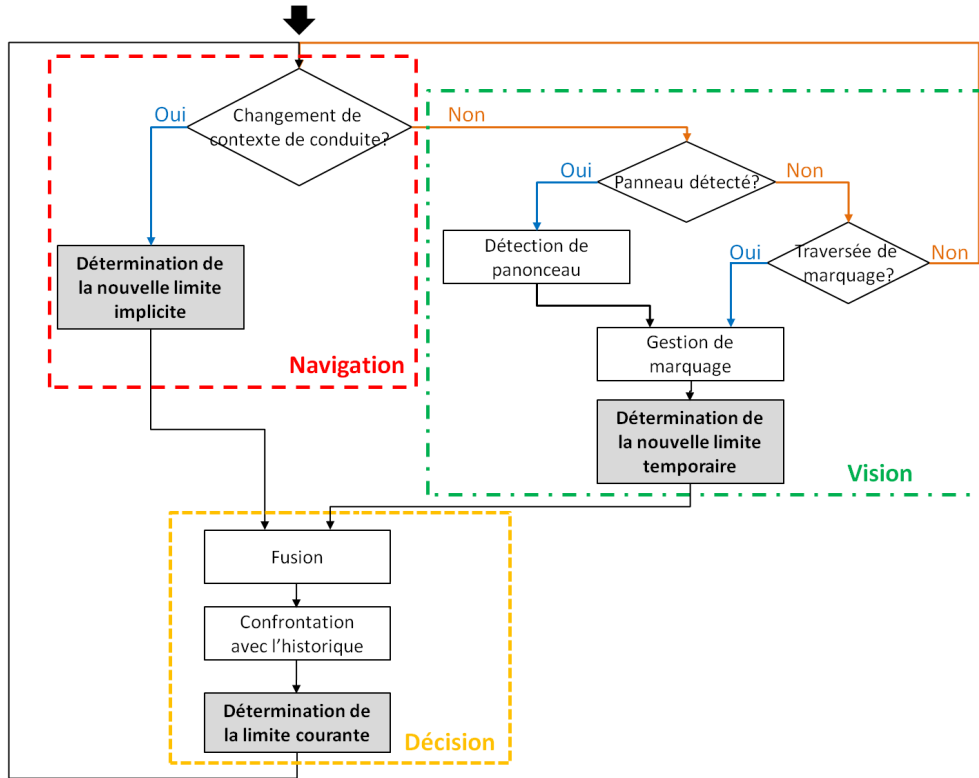 Changement de
contexte de conduite?
Oui
Non
Panneau détecté?
Oui
Non
Détection de
panonceau
Traversée de
marquage?
Oui
Non
Détermination de
la nouvelle limite
implicite
Navigation
Gestion de
marquage
Détermination de
la nouvelle limite
temporaire
Vision
Fusion
Confrontation
avec l’historique
Détermination de
la limite courante
Décision